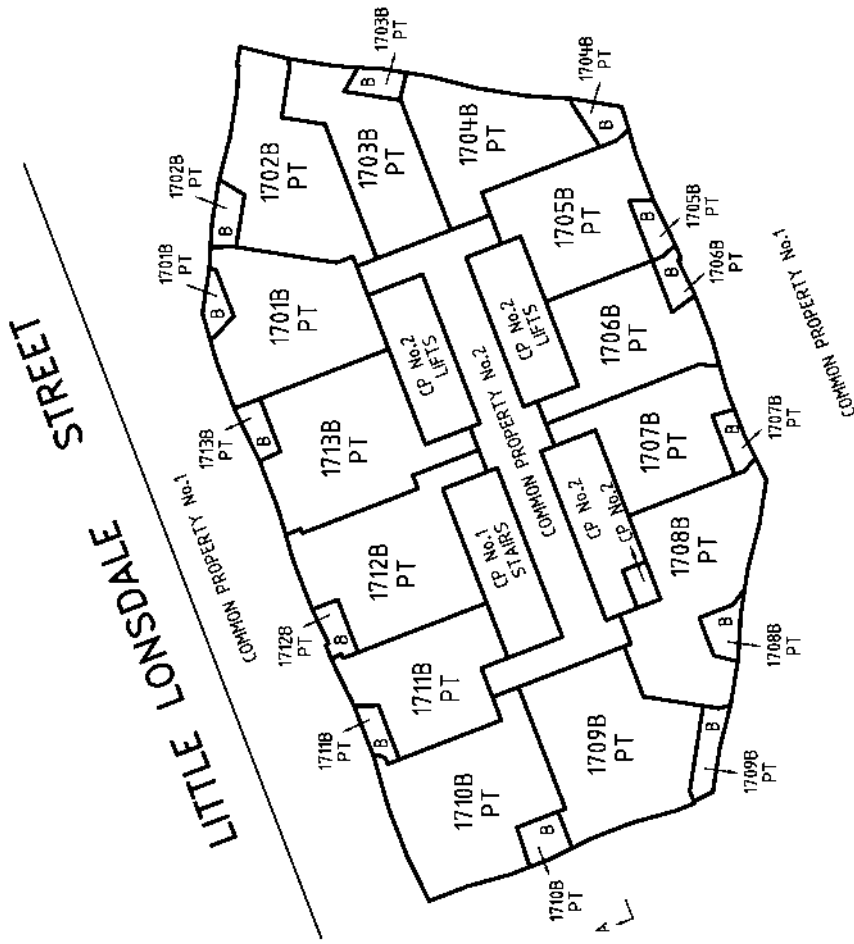 LITTLE LONSDALE STREET
COMMON PROPERTY No.1
1703B
PT
B
1704B
PT
B
1702B
PT
B
1702B
PT
1703B
PT
1704B
PT
1701B
PT
B
1701B
PT
1705B
PT
B
1705B
PT
1706B
PT
B
1706B
PT
CP No.2
LIFTS
CP No.2
LIFTS
COMMON PROPERTY No.2
COMMON PROPERTY No.1
1713B
PT
B
1713B
PT
1707B
PT
B
1707B
PT
CP No.1
STAIRS
CP No.2
CP No.2
1712B
PT
B
1712B
PT
1708B
PT
B
1708B
PT
1711B
PT
B
1711B
PT
1709B
PT
B
1709B
PT
1710B
PT
B
1710B
PT
A